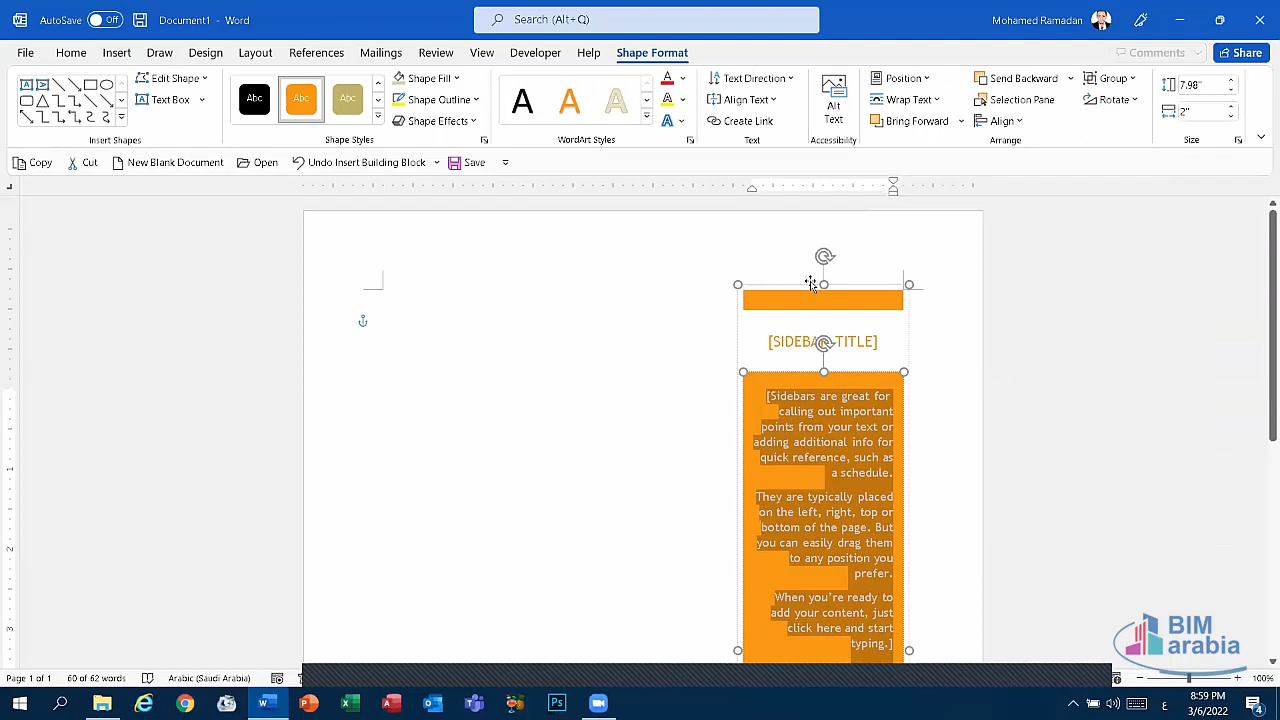 AutoSave Off Document1 - Word Search (Alt+Q) Mohamed Ramadan
File Home Insert Draw Design Layout References Mailings Review View Developer Help Shape Format Comments Share
Edit Shape
Text Box
Insert Shapes
Abc Abc Abc
Shape Fill
Shape Outline
Shape Effects
Shape Styles
A A A
WordArt Styles
Text Direction
Align Text
Create Link
Text
Alt
Text
Accessibility
Position
Wrap Text
Bring Forward
Send Backward
Selection Pane
Align
Group
Rotate
Arrange
7.98"
2"
Size
Copy Cut New Blank Document Open Undo Insert Building Block Save
[SIDEBAR TITLE]
[Sidebars are great for
calling out important
points from your text or
adding additional info for
quick reference, such as
a schedule.
They are typically placed
on the left, right, top or
bottom of the page. But
you can easily drag them
to any position you
prefer.
When you're ready to
add your content, just
click here and start
typing.]
1
2
3
BIM
arabia
Page 1 of 1 60 of 62 words Arabic (Saudi Arabia) 100%
8:59 PM
3/6/2022